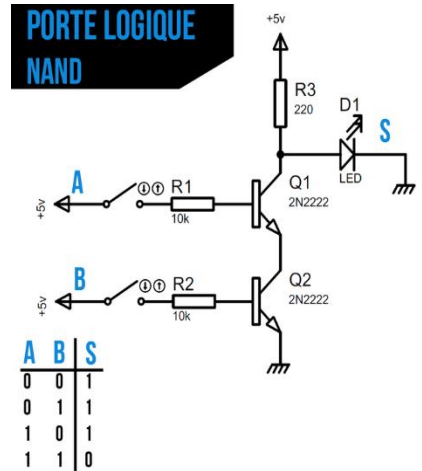 PORTE LOGIQUE
NAND
+5v
R3
220
D1
S
LED
A
+5v
R1
10k
Q1
2N2222
B
+5v
R2
10k
Q2
2N2222
A B S
0 0 1
0 1 1
1 0 1
1 1 0